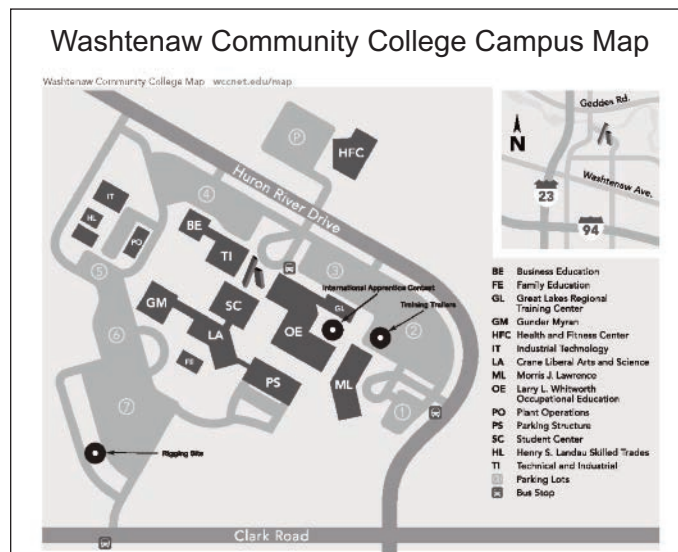 Washtenaw Community College Campus Map
Washtenaw Community College Map wccnet.edu/map
Geddes Rd.
N
Washtenaw Ave.
23
94
P
HFC
Huron River Drive
4
IT
HL
PO
BE
TI
5
3
International Apprentice Contest
GL
Training Trailers
GM
SC
OE
2
LA
6
FE
PS
ML
1
7
Rigging Site
Clark Road
BE Business Education
FE Family Education
GL Great Lakes Regional
Training Center
GM Gunder Myran
HFC Health and Fitness Center
IT Industrial Technology
LA Crane Liberal Arts and Science
ML Morris J. Lawrence
OE Larry L. Whitworth
Occupational Education
PO Plant Operations
PS Parking Structure
SC Student Center
HL Henry S. Landau Skilled Trades
TI Technical and Industrial
Parking Lots
Bus Stop